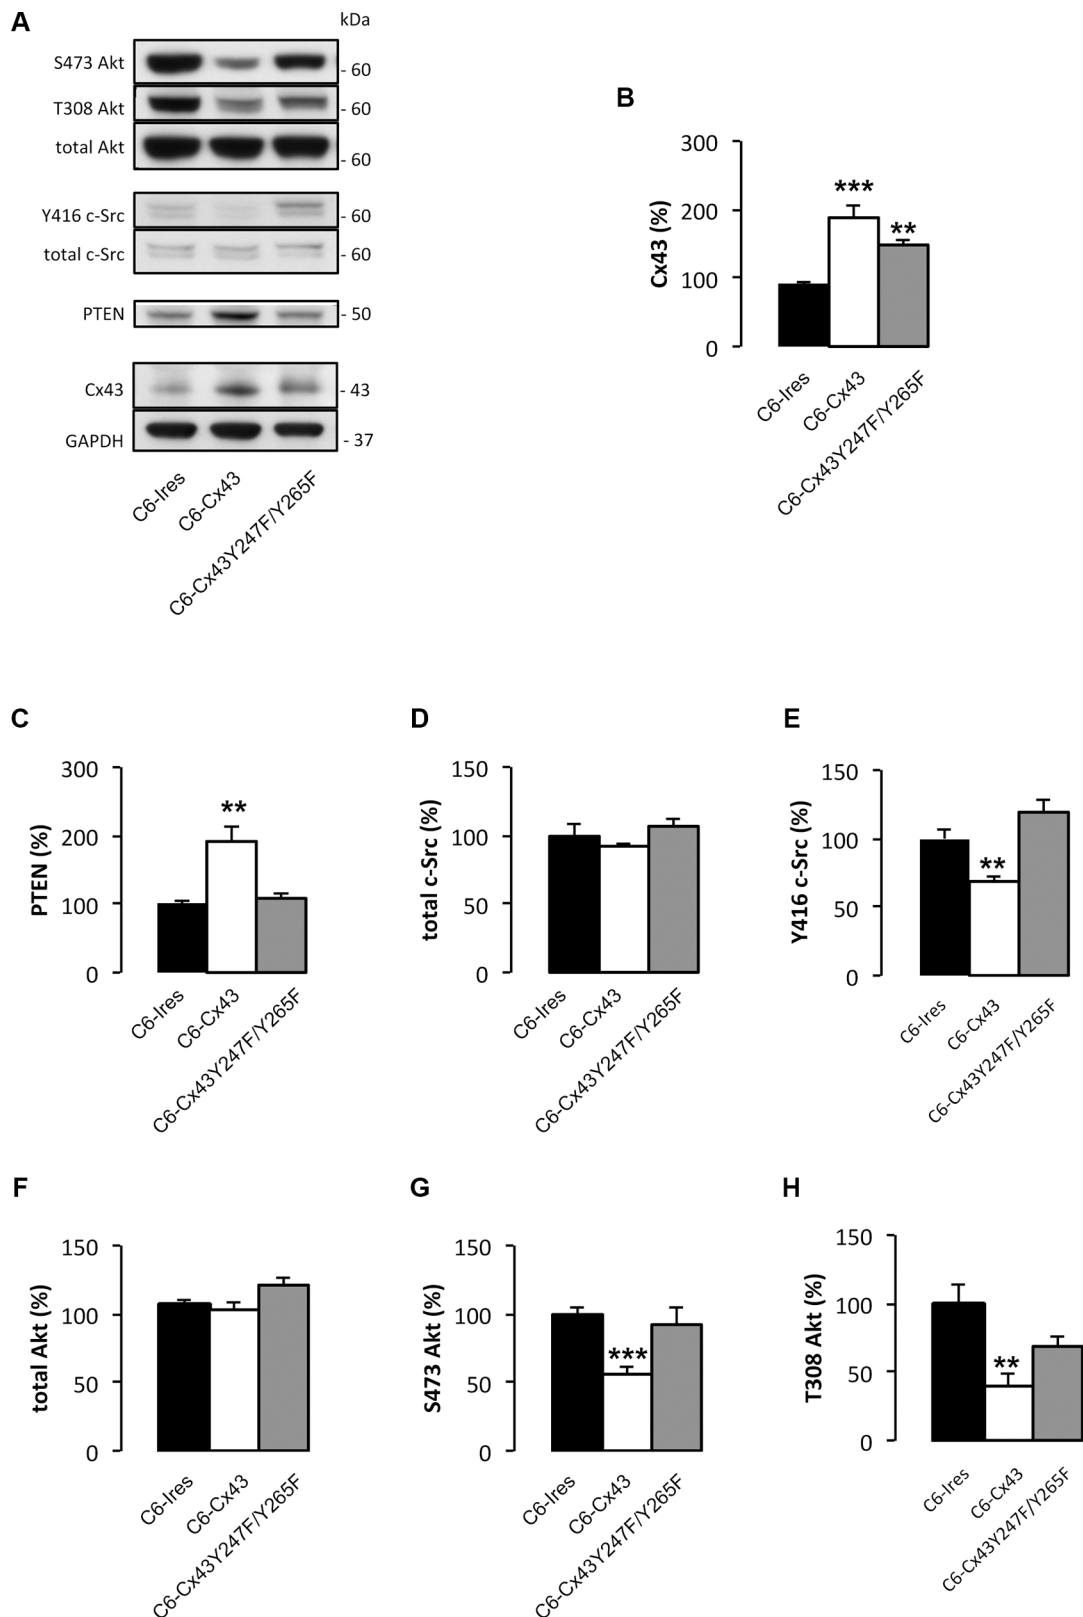 A
kDa
S473 Akt
- 60
T308 Akt
- 60
total Akt
- 60
Y416 c-Src
- 60
total c-Src
- 60
PTEN
- 50
Cx43
- 43
GAPDH
- 37
C6-Ires
C6-Cx43
C6-Cx43Y247F/Y265F
B
Cx43 (%)
300
200
100
0
***
**
C6-Ires
C6-Cx43
C6-Cx43Y247F/Y265F
C
PTEN (%)
300
200
100
0
**
C6-Ires
C6-Cx43
C6-Cx43Y247F/Y265F
D
total c-Src (%)
150
100
50
0
C6-Ires
C6-Cx43
C6-Cx43Y247F/Y265F
E
Y416 c-Src (%)
150
100
50
0
**
C6-Ires
C6-Cx43
C6-Cx43Y247F/Y265F
F
total Akt (%)
150
100
50
0
C6-Ires
C6-Cx43
C6-Cx43Y247F/Y265F
G
S473 Akt (%)
150
100
50
0
***
C6-Ires
C6-Cx43
C6-Cx43Y247F/Y265F
H
T308 Akt (%)
150
100
50
0
**
C6-Ires
C6-Cx43
C6-Cx43Y247F/Y265F